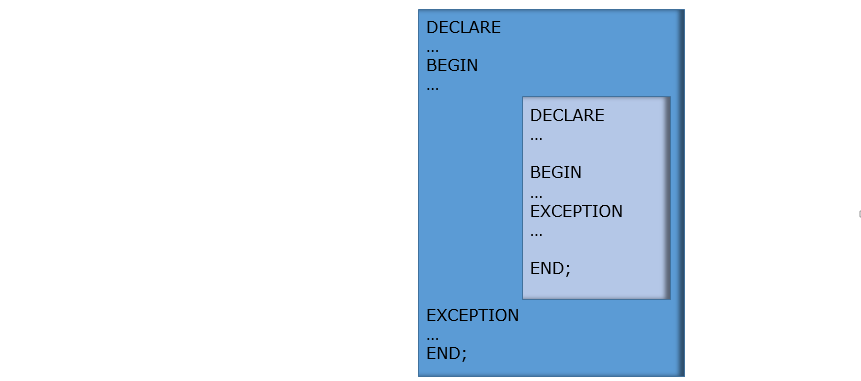 DECLARE
...
BEGIN
...
DECLARE
...
BEGIN
...
EXCEPTION
...
END;
EXCEPTION
...
END;